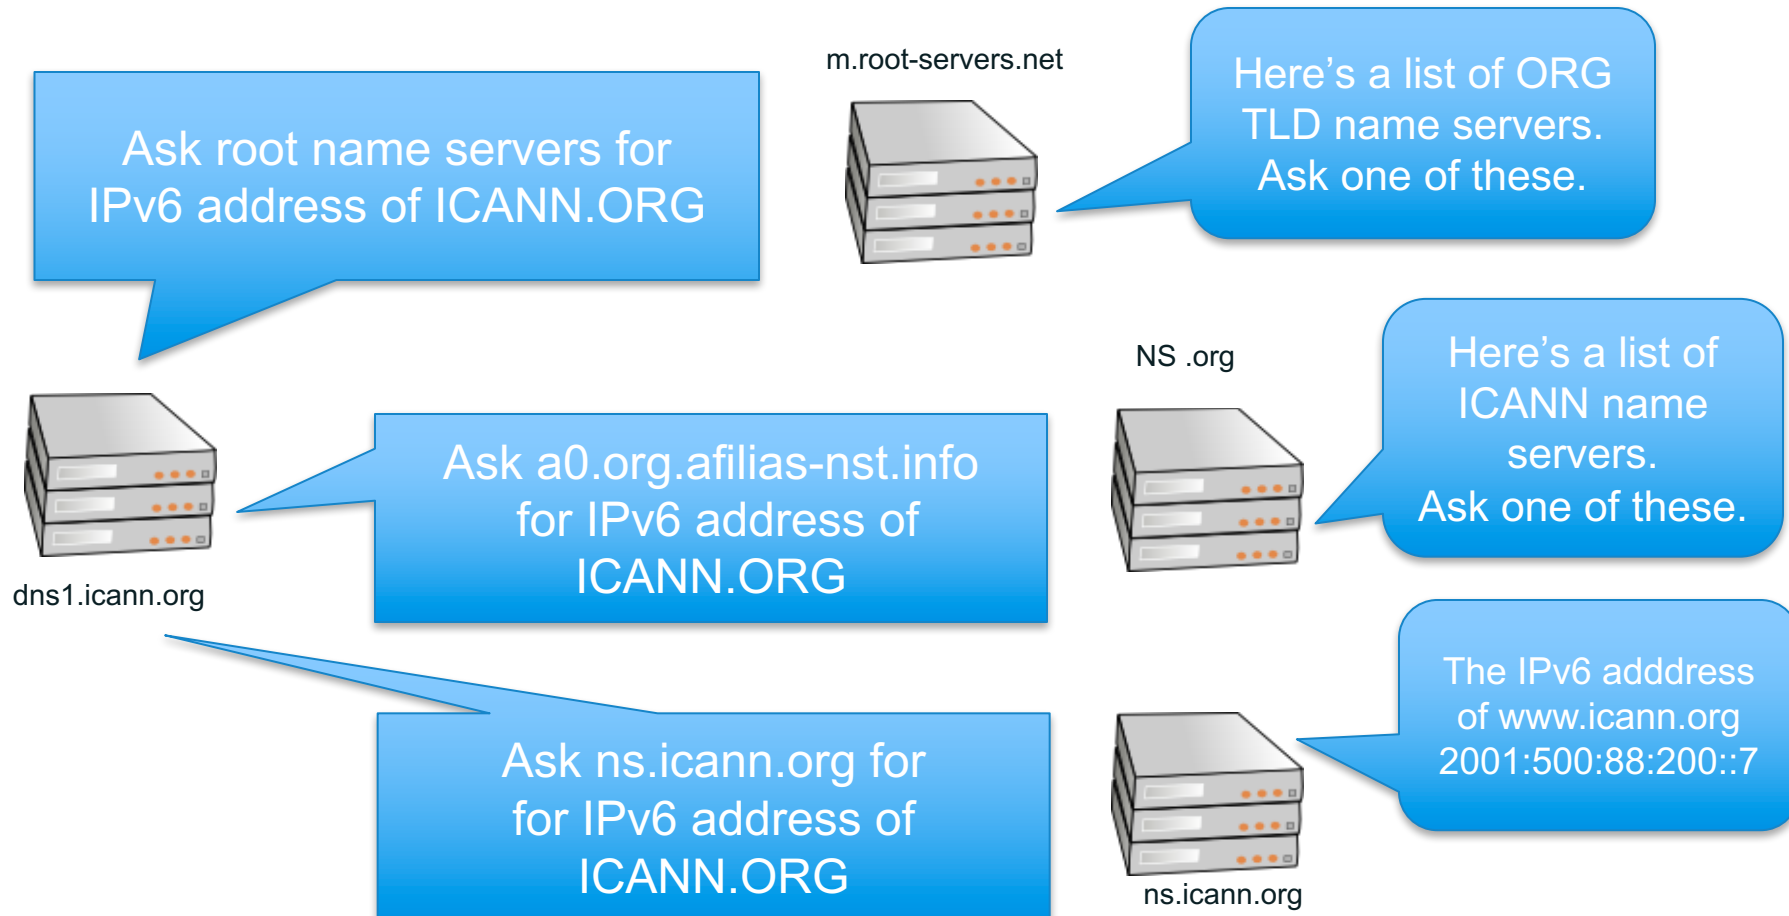 m.root-servers.net
Ask root name servers for
IPv6 address of ICANN.ORG
Here’s a list of ORG
TLD name servers.
Ask one of these.
NS .org
Here’s a list of
ICANN name
servers.
Ask one of these.
Ask a0.org.afilias-nst.info
for IPv6 address of
ICANN.ORG
dns1.icann.org
The IPv6 adddress
of www.icann.org
2001:500:88:200::7
Ask ns.icann.org for
for IPv6 address of
ICANN.ORG
ns.icann.org